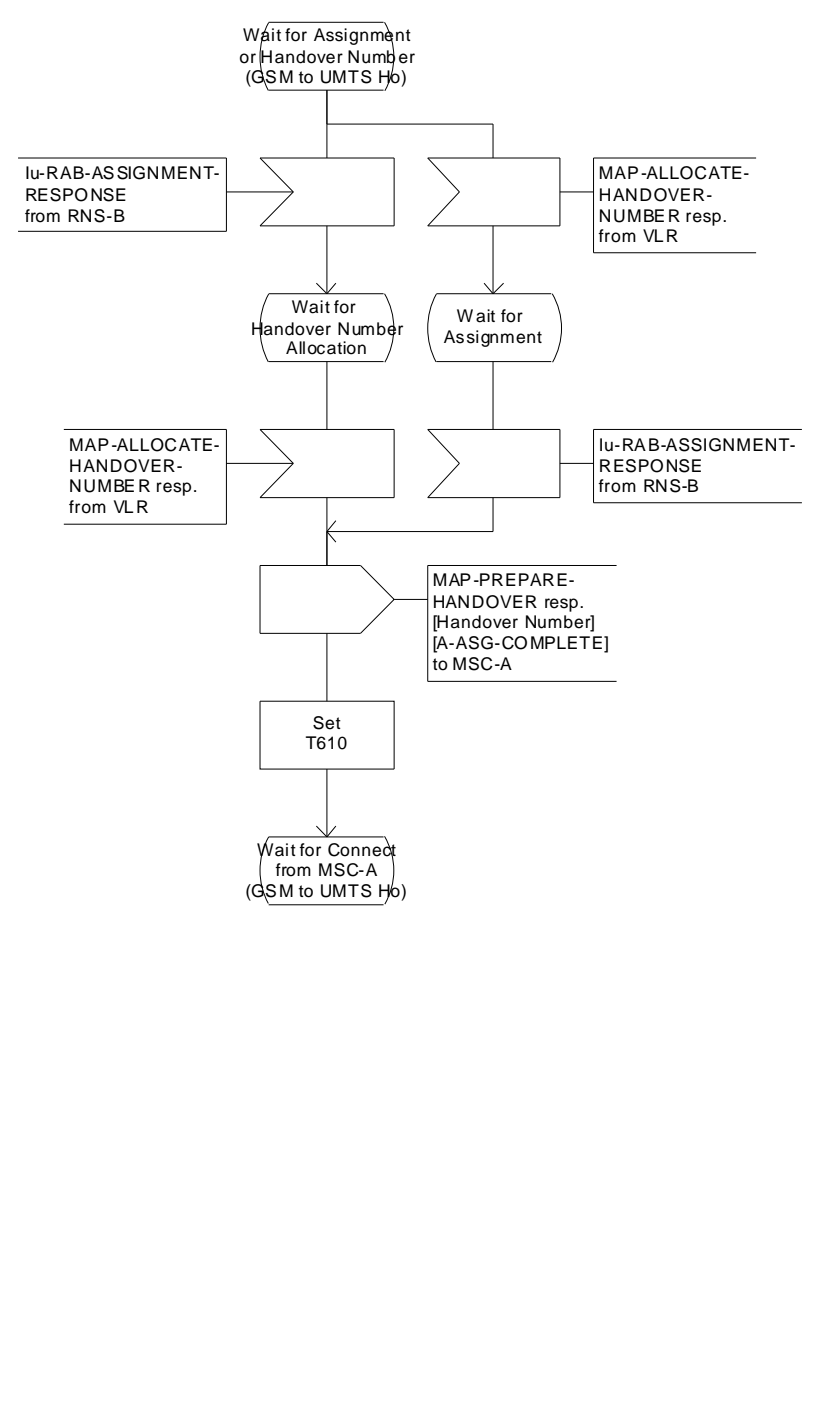 Wait for Assignment
or Handover Number
(GSM to UMTS Ho)
Iu-RAB-ASSIGNMENT-
RESPONSE
from RNS-B
MAP-ALLOCATE-
HANDOVER-
NUMBER resp.
from VLR
Wait for
Handover Number
Allocation
Wait for
Assignment
MAP-ALLOCATE-
HANDOVER-
NUMBER resp.
from VLR
Iu-RAB-ASSIGNMENT-
RESPONSE
from RNS-B
MAP-PREPARE-
HANDOVER resp.
[Handover Number]
[A-ASG-COMPLETE]
to MSC-A
Set
T610
Wait for Connect
from MSC-A
(GSM to UMTS Ho)